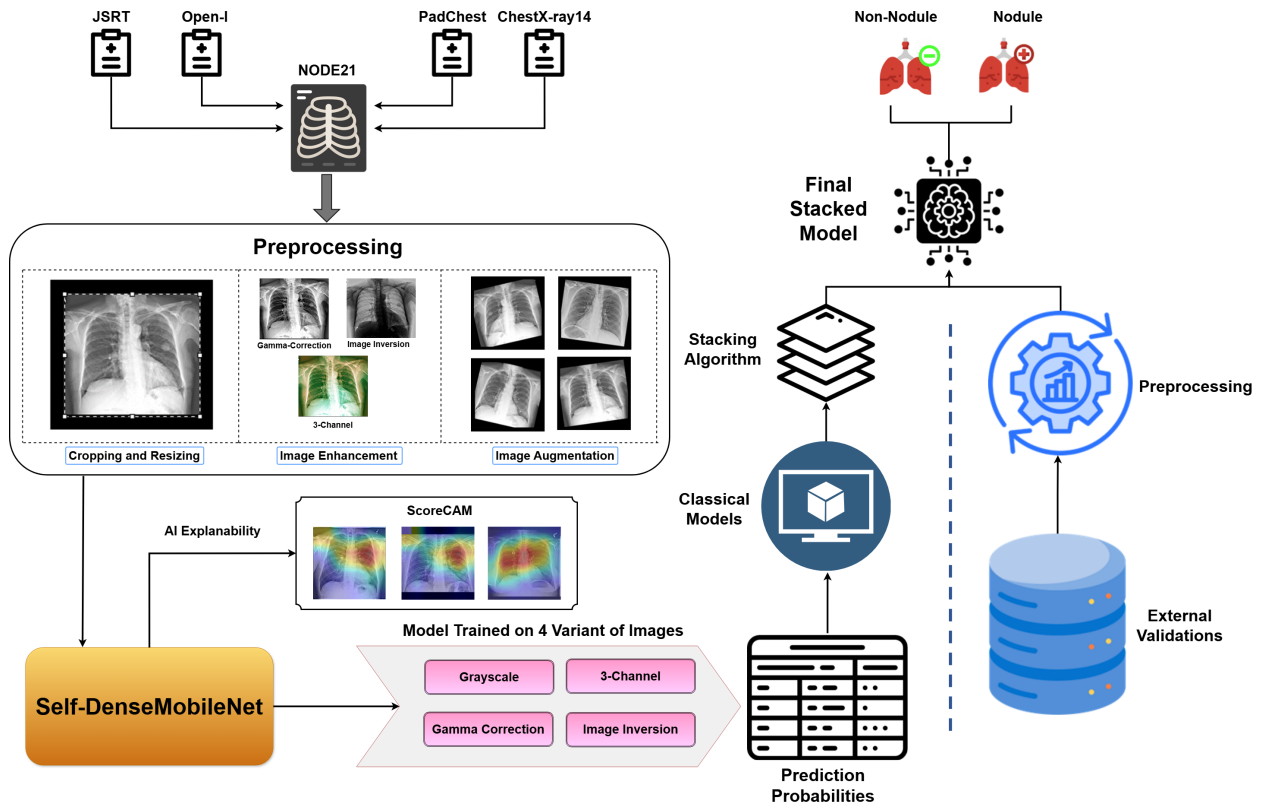 JSRT
Open-I
PadChest
ChestX-ray14
NODE21
Preprocessing
Gamma-Correction
Image Inversion
3-Channel
Cropping and Resizing
Image Enhancement
Image Augmentation
AI Explanability
ScoreCAM
Self-DenseMobileNet
Model Trained on 4 Variant of Images
Grayscale
3-Channel
Gamma Correction
Image Inversion
Prediction
Probabilities
Classical
Models
Stacking
Algorithm
Non-Nodule
Nodule
Final
Stacked
Model
Preprocessing
External
Validations